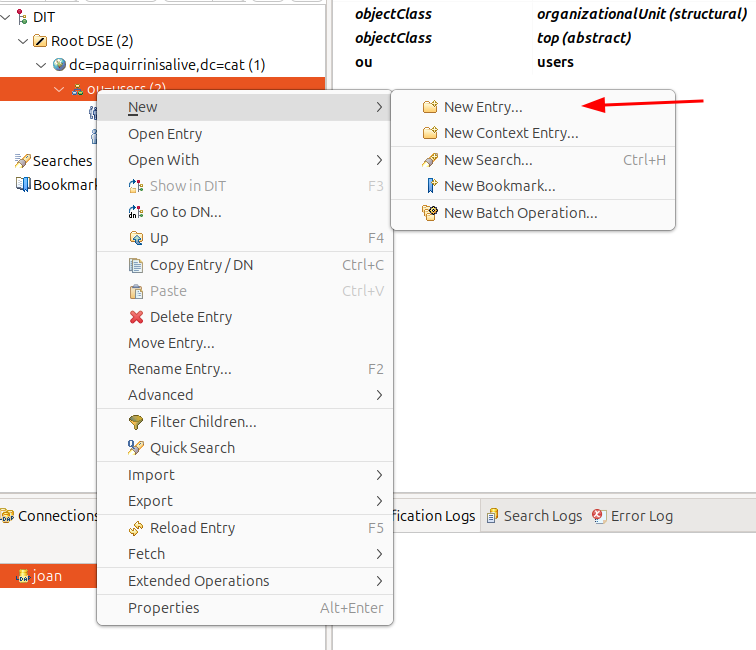 DIT
Root DSE (2)
dc=paquirrinisalive,dc=cat (1)
ou=users (2)
Searches
Bookmark
objectClass organizationalUnit (structural)
objectClass top (abstract)
ou users
New
Open Entry
Open With
Show in DIT F3
Go to DN...
Up F4
Copy Entry / DN Ctrl+C
Paste Ctrl+V
Delete Entry
Move Entry...
Rename Entry... F2
Advanced
Filter Children...
Quick Search
Import
Export
Reload Entry F5
Fetch
Extended Operations
Properties Alt+Enter
New Entry...
New Context Entry...
New Search... Ctrl+H
New Bookmark...
New Batch Operation...
Connections
LDAP
joan
LDAP
fication Logs Search Logs Error Log